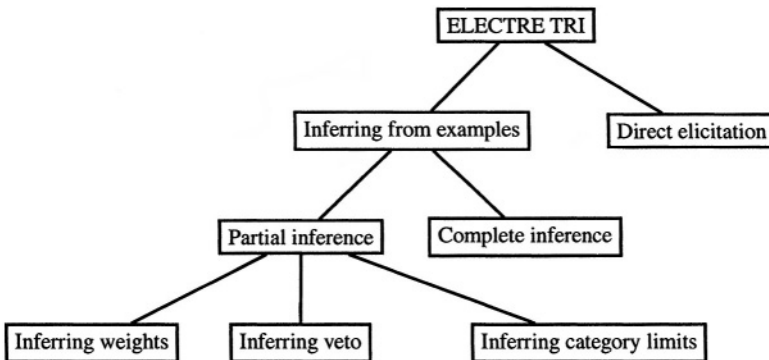 ELECTRE TRI
Inferring from examples
Direct elicitation
Partial inference
Complete inference
Inferring weights
Inferring veto
Inferring category limits